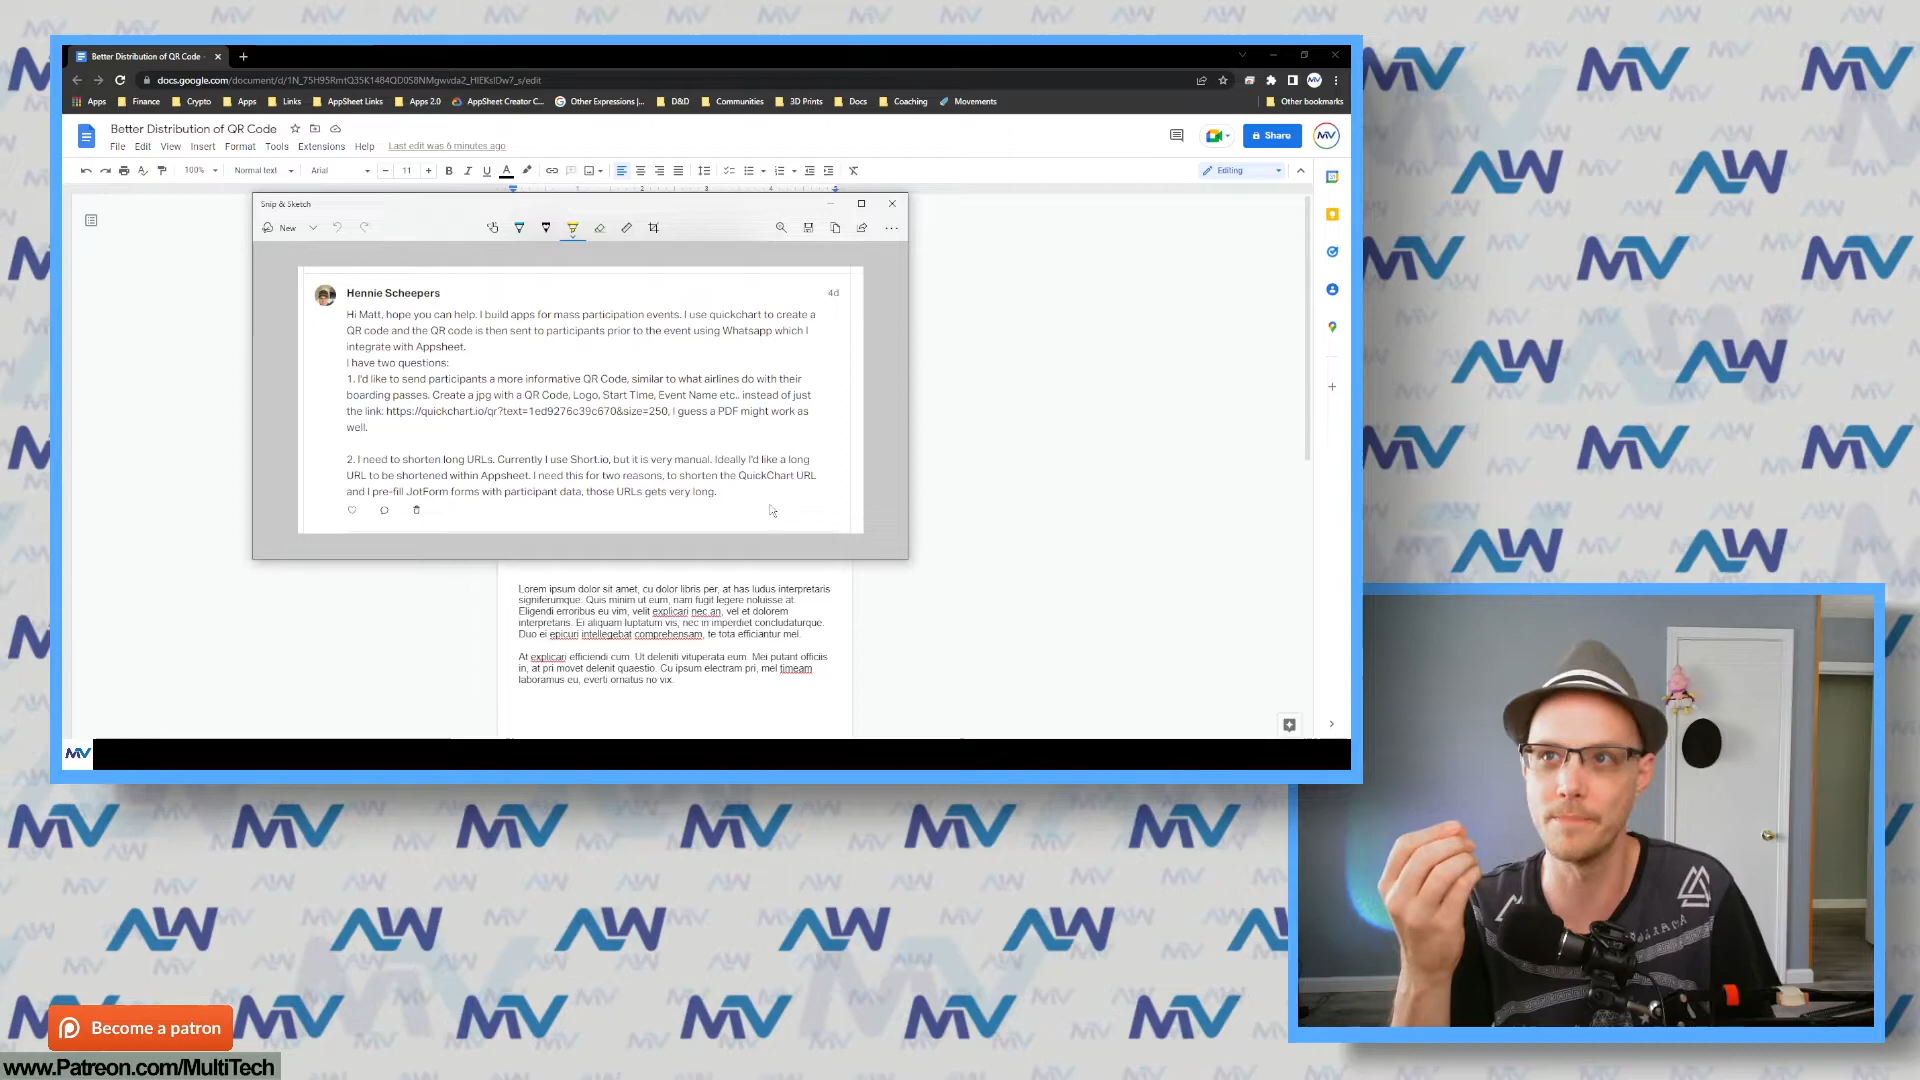 Better Distribution of QR Code -
docs.google.com/document/d/1N_75H95RmtQ35K1484QD0S8NMgwvda2_HlEKsIDw7_s/edit
Apps Finance Crypto Apps Links AppSheet Links Apps 2.0 AppSheet Creator C... Other Expressions |... D&D Communities 3D Prints Docs Coaching Movements Other bookmarks
Better Distribution of QR Code
Share
MV
File Edit View Insert Format Tools Extensions Help Last edit was 6 minutes ago
100% Normal text Arial 11 B I U A Editing
Snip & Sketch
New
Hennie Scheepers 4d
Hi Matt, hope you can help. I build apps for mass participation events. I use quickchart to create a
QR code and the QR code is then sent to participants prior to the event using Whatsapp which I
integrate with Appsheet.
I have two questions:
1. I'd like to send participants a more informative QR Code, similar to what airlines do with their
boarding passes. Create a jpg with a QR Code, Logo, Start TIme, Event Name etc.. instead of just
the link: https://quickchart.io/qr?text=1ed9276c39c670&size=250, I guess a PDF might work as
well.
2. I need to shorten long URLs. Currently I use Short.io, but it is very manual. Ideally I'd like a long
URL to be shortened within Appsheet. I need this for two reasons, to shorten the QuickChart URL
and I pre-fill JotForm forms with participant data, those URLs gets very long.
Lorem ipsum dolor sit amet, cu dolor libris per, at has ludus interpretaris
signiferumque. Quis minim ut eum, nam fugit legere noluisse at.
Eligendi erroribus eu vim, velit explicari nec an, vel et dolorem
interpretaris. Ei aliquam luptatum vis, nec in imperdiet concludaturque.
Duo ei epicuri intellegebat comprehensam, te tota efficiantur mel.
At explicari efficiendi cum. Ut deleniti vituperata eum. Mei putant officiis
in, at pri movet delenit quaestio. Cu ipsum electram pri, mel timeam
laboramus eu, everti ornatus no vix.
MV
Become a patron
www.Patreon.com/MultiTech